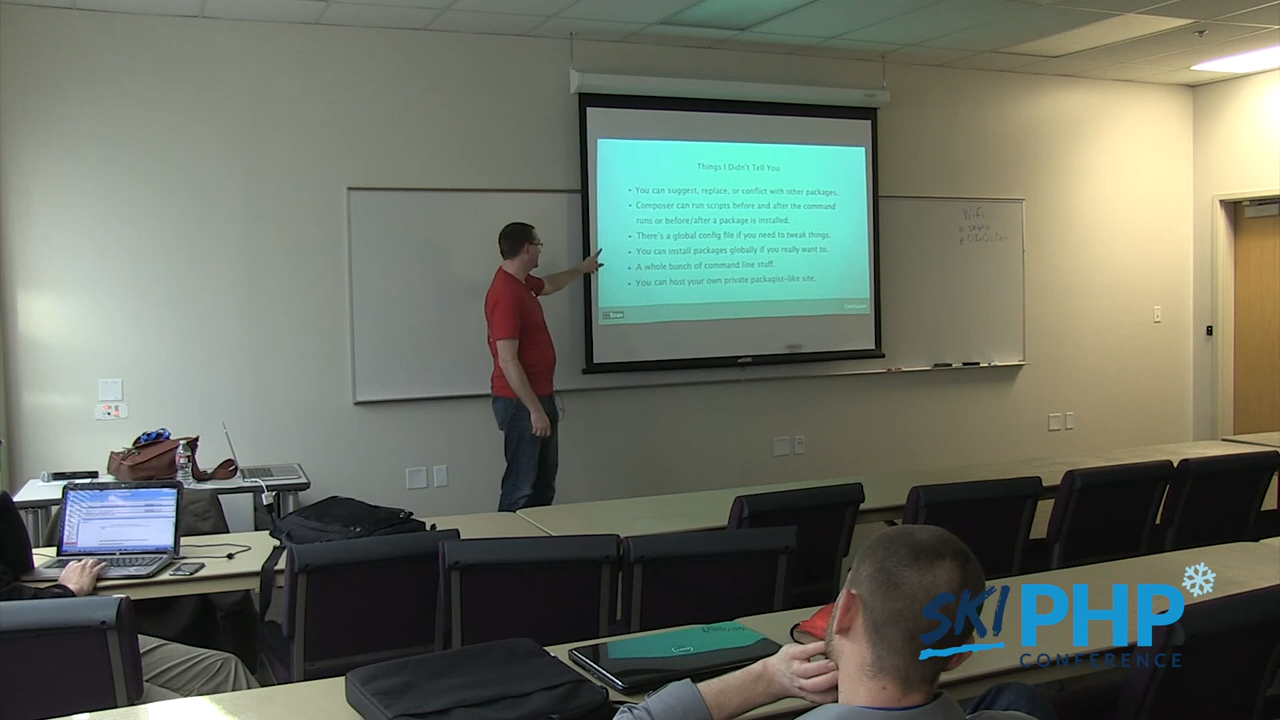 Things I Didn't Tell You
• You can suggest, replace, or conflict with other packages.
• Composer can run scripts before and after the command
runs or before/after a package is installed.
• There's a global config file if you need to tweak things.
• You can install packages globally if you really want to.
• A whole bunch of command line stuff.
• You can host your own private packagist-like site.
Scan
Wifi
SKI PHP
CONFERENCE